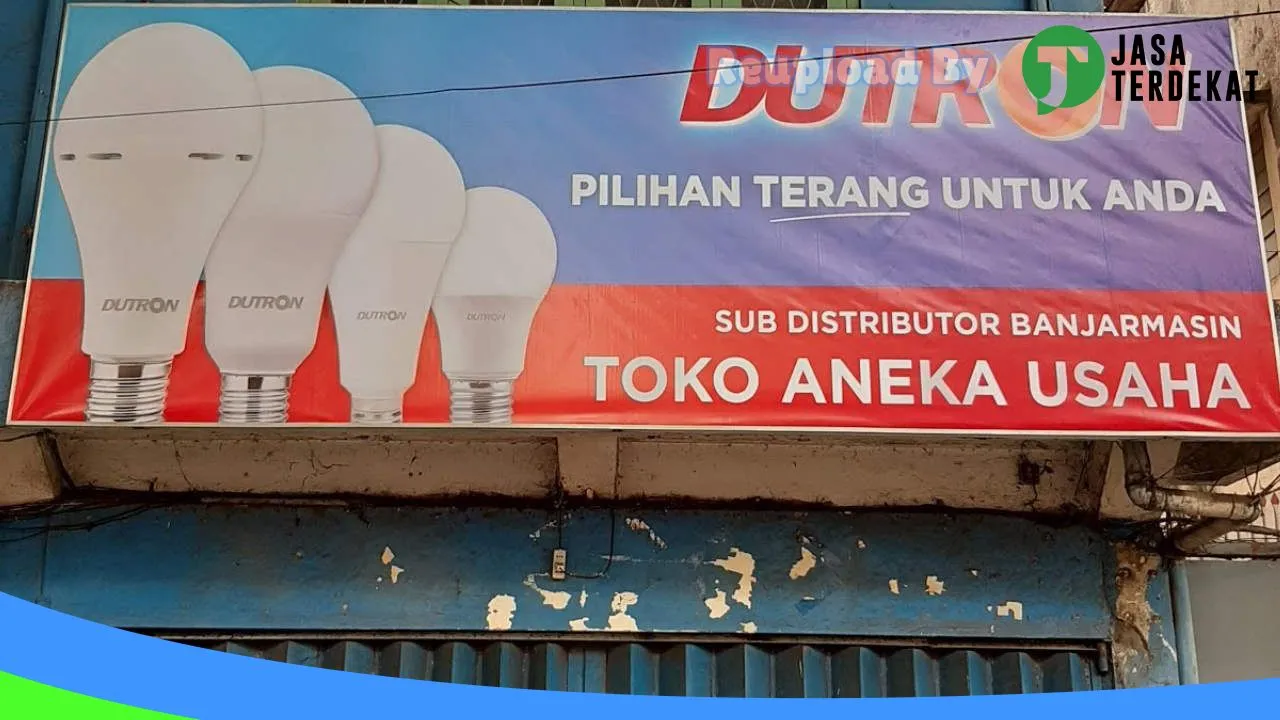 DUTRON
Reupload By
JASA
TERDEKAT
PILIHAN TERANG UNTUK ANDA
DUTRON
DUTRON
DUTRON
DUTRON
SUB DISTRIBUTOR BANJARMASIN
TOKO ANEKA USAHA